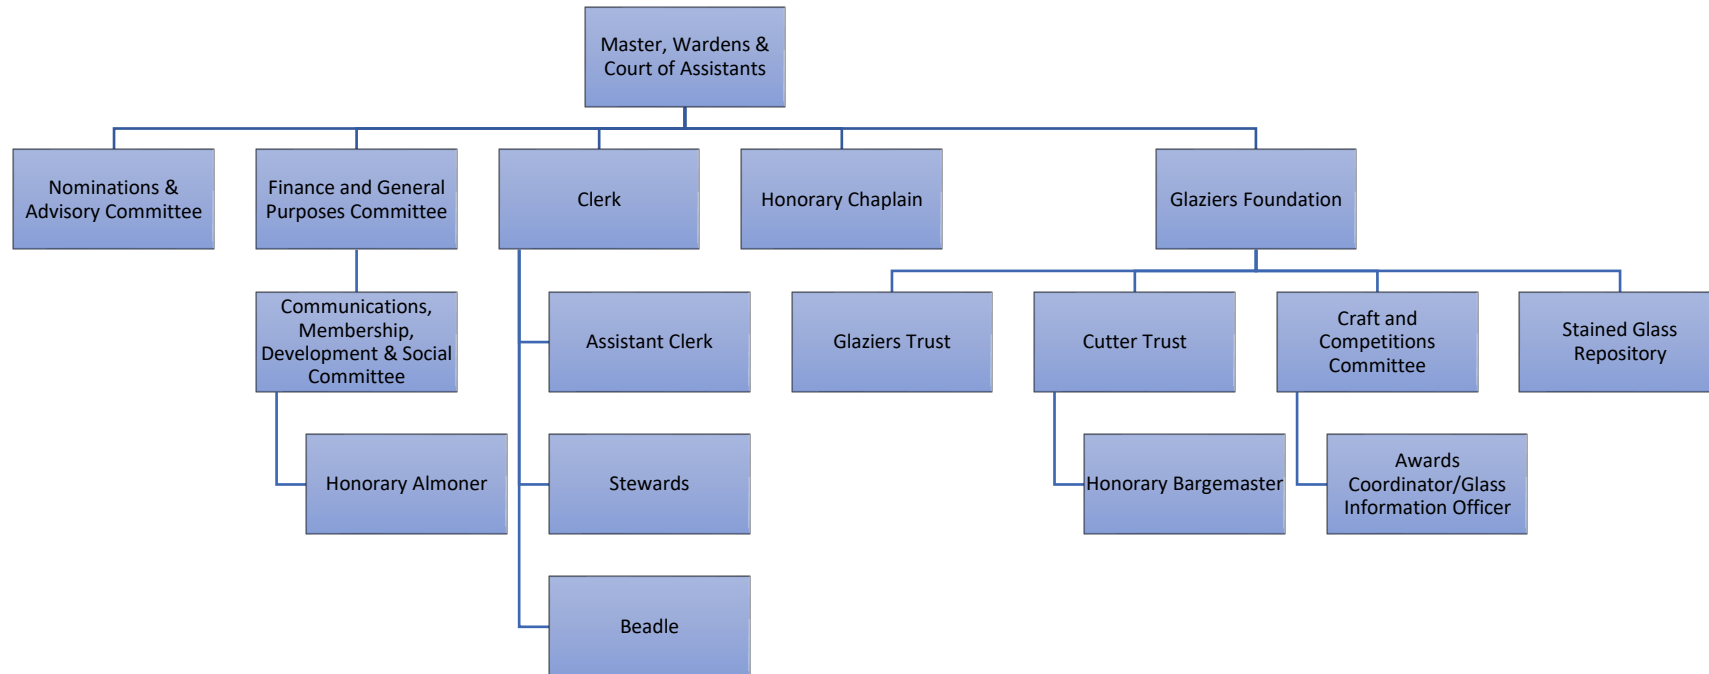 Master, Wardens &
Court of Assistants
Nominations &
Advisory Committee
Finance and General
Purposes Committee
Clerk
Honorary Chaplain
Glaziers Foundation
Communications,
Membership,
Development & Social
Committee
Assistant Clerk
Glaziers Trust
Cutter Trust
Craft and
Competitions
Committee
Stained Glass
Repository
Honorary Almoner
Stewards
Honorary Bargemaster
Awards
Coordinator/Glass
Information Officer
Beadle